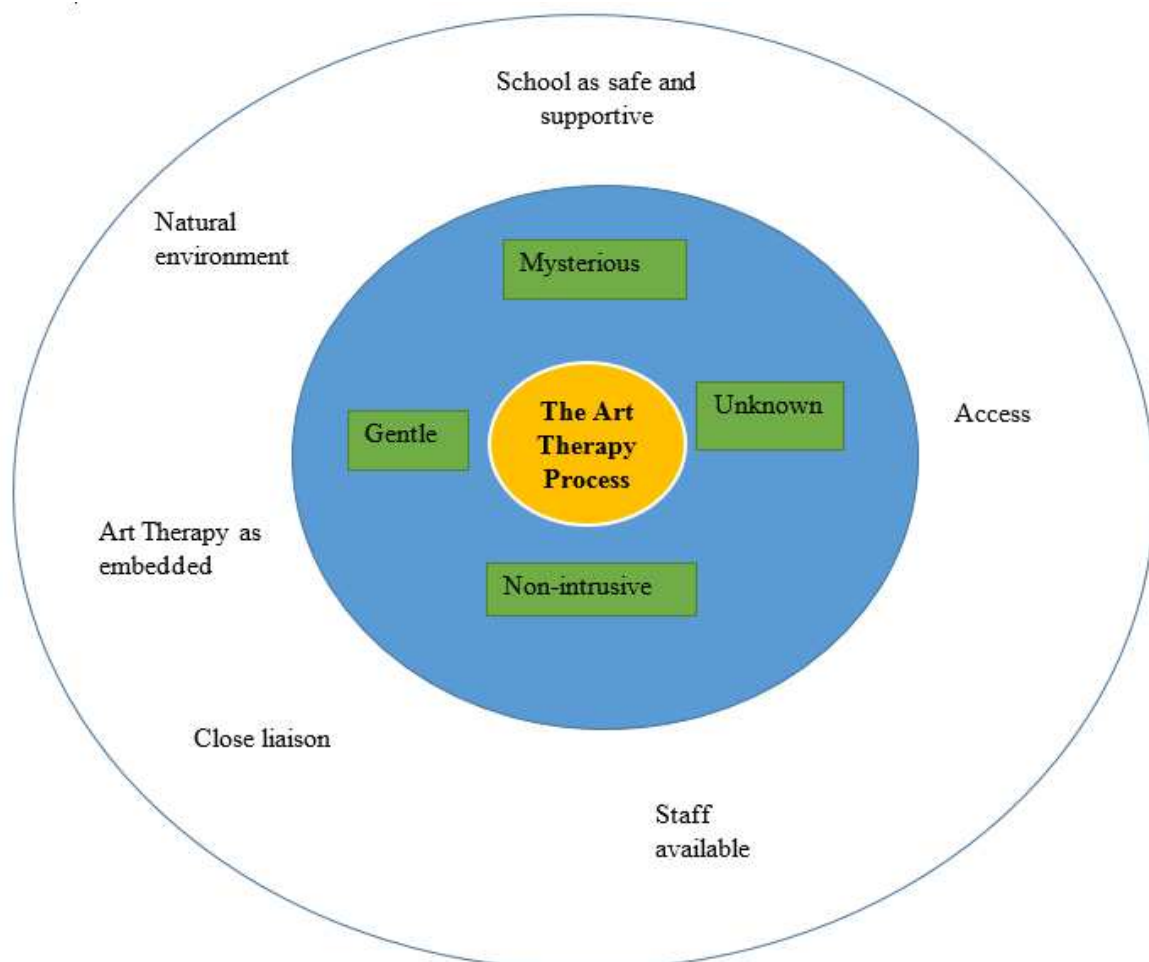 School as safe and
supportive
Natural
environment
Mysterious
Gentle
The Art
Therapy
Process
Unknown
Access
Art Therapy as
embedded
Non-intrusive
Close liaison
Staff
available